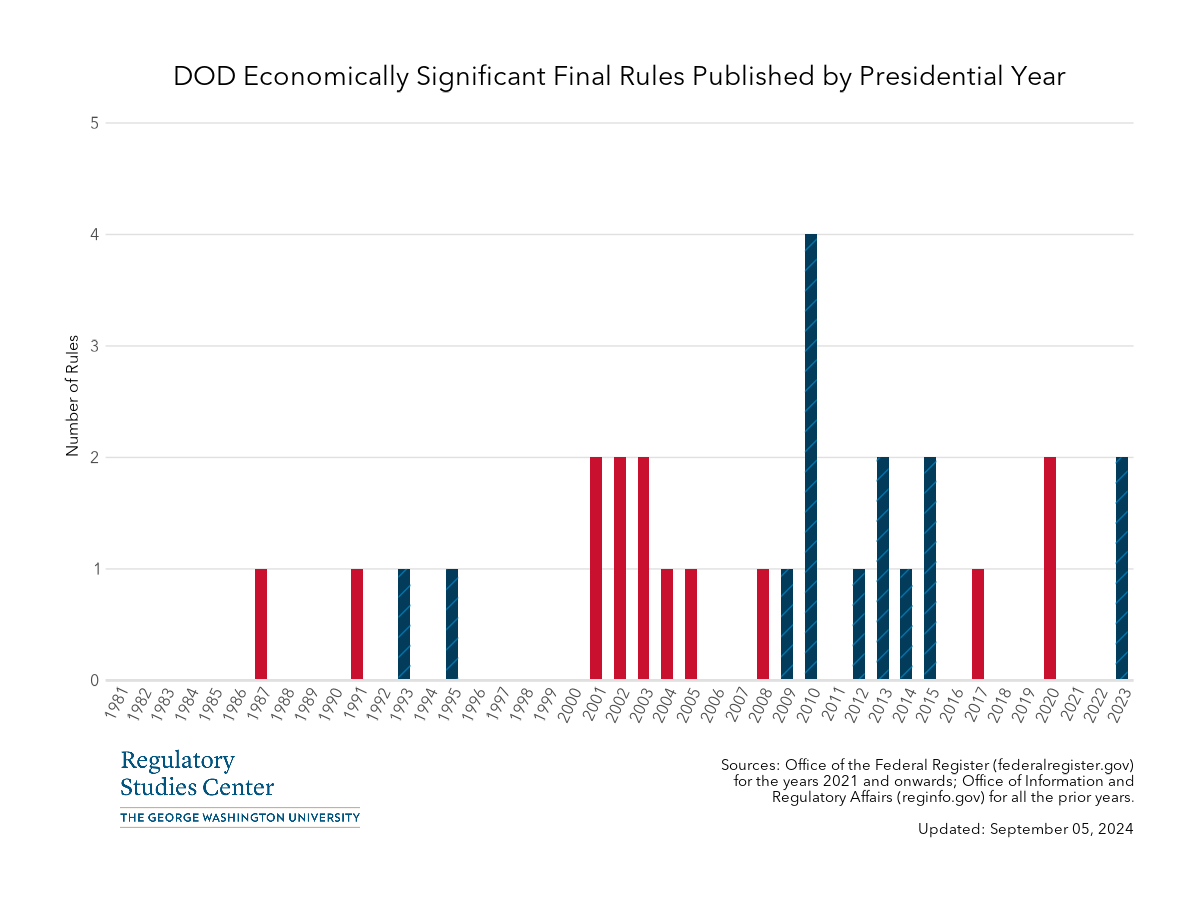 DOD Economically Significant Final Rules Published by Presidential Year
5
4
3
2
1
0
Number of Rules
1981 1982 1983 1984 1985 1986 1987 1988 1989 1990 1991 1992 1993 1994 1995 1996 1997 1998 1999 2000 2001 2002 2003 2004 2005 2006 2007 2008 2009 2010 2011 2012 2013 2014 2015 2016 2017 2018 2019 2020 2021 2022 2023
Regulatory
Studies Center
THE GEORGE WASHINGTON UNIVERSITY
Sources: Office of the Federal Register (federalregister.gov)
for the years 2021 and onwards; Office of Information and
Regulatory Affairs (reginfo.gov) for all the prior years.
Updated: September 05, 2024